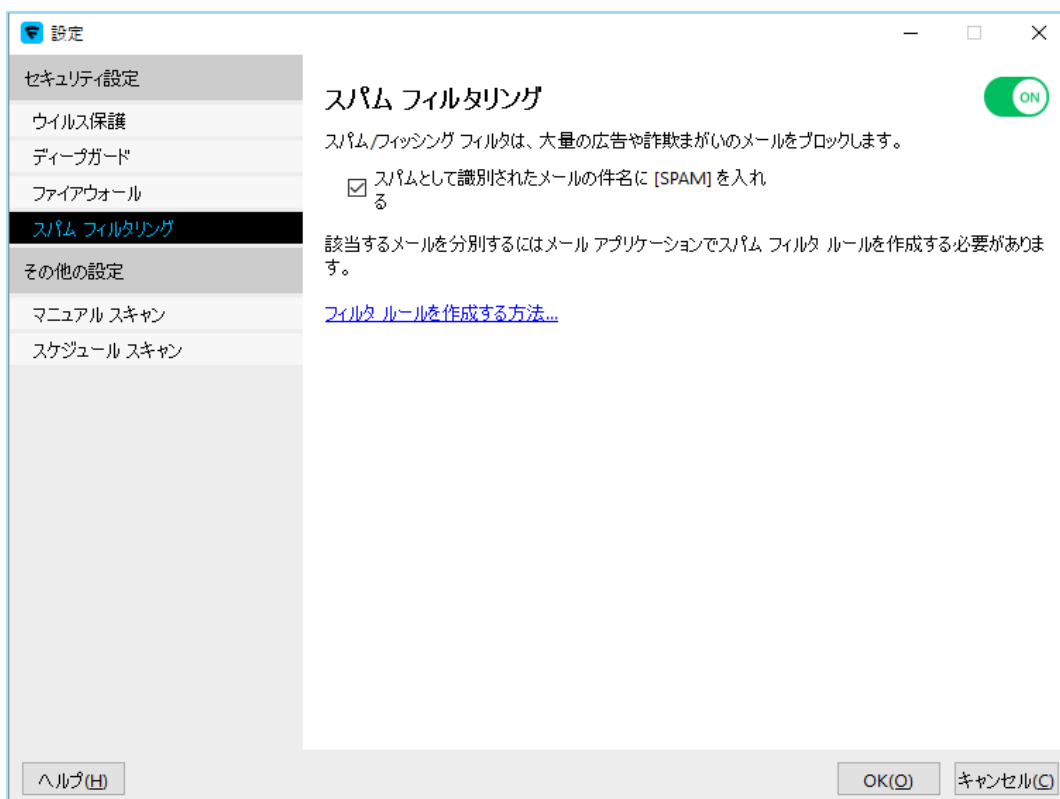 設定
セキュリティ設定
ウイルス保護
ディープガード
ファイアウォール
スパム フィルタリング
その他の設定
マニュアル スキャン
スケジュール スキャン
スパム フィルタリング
ON
スパム/フィッシング フィルタは、大量の広告や詐欺まがいのメールをブロックします。
スパムとして識別されたメールの件名に [SPAM] を入れ
る
該当するメールを分別するにはメール アプリケーションでスパム フィルタ ルールを作成する必要がありま
す。
フィルタ ルールを作成する方法...
ヘルプ(H)
OK(O)
キャンセル(C)